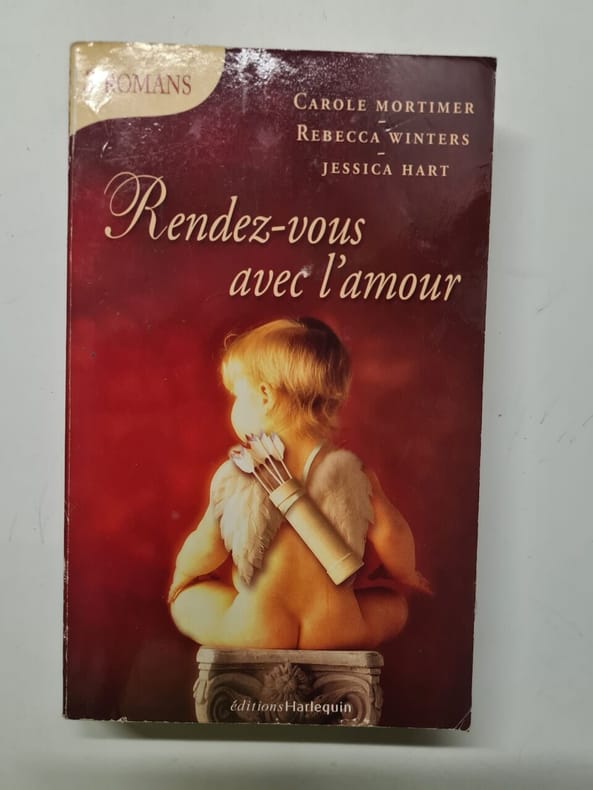 ROMANS
CAROLE MORTIMER
-
REBECCA WINTERS
-
JESSICA HART
Rendez-vous
avec l'amour
éditionsHarlequin